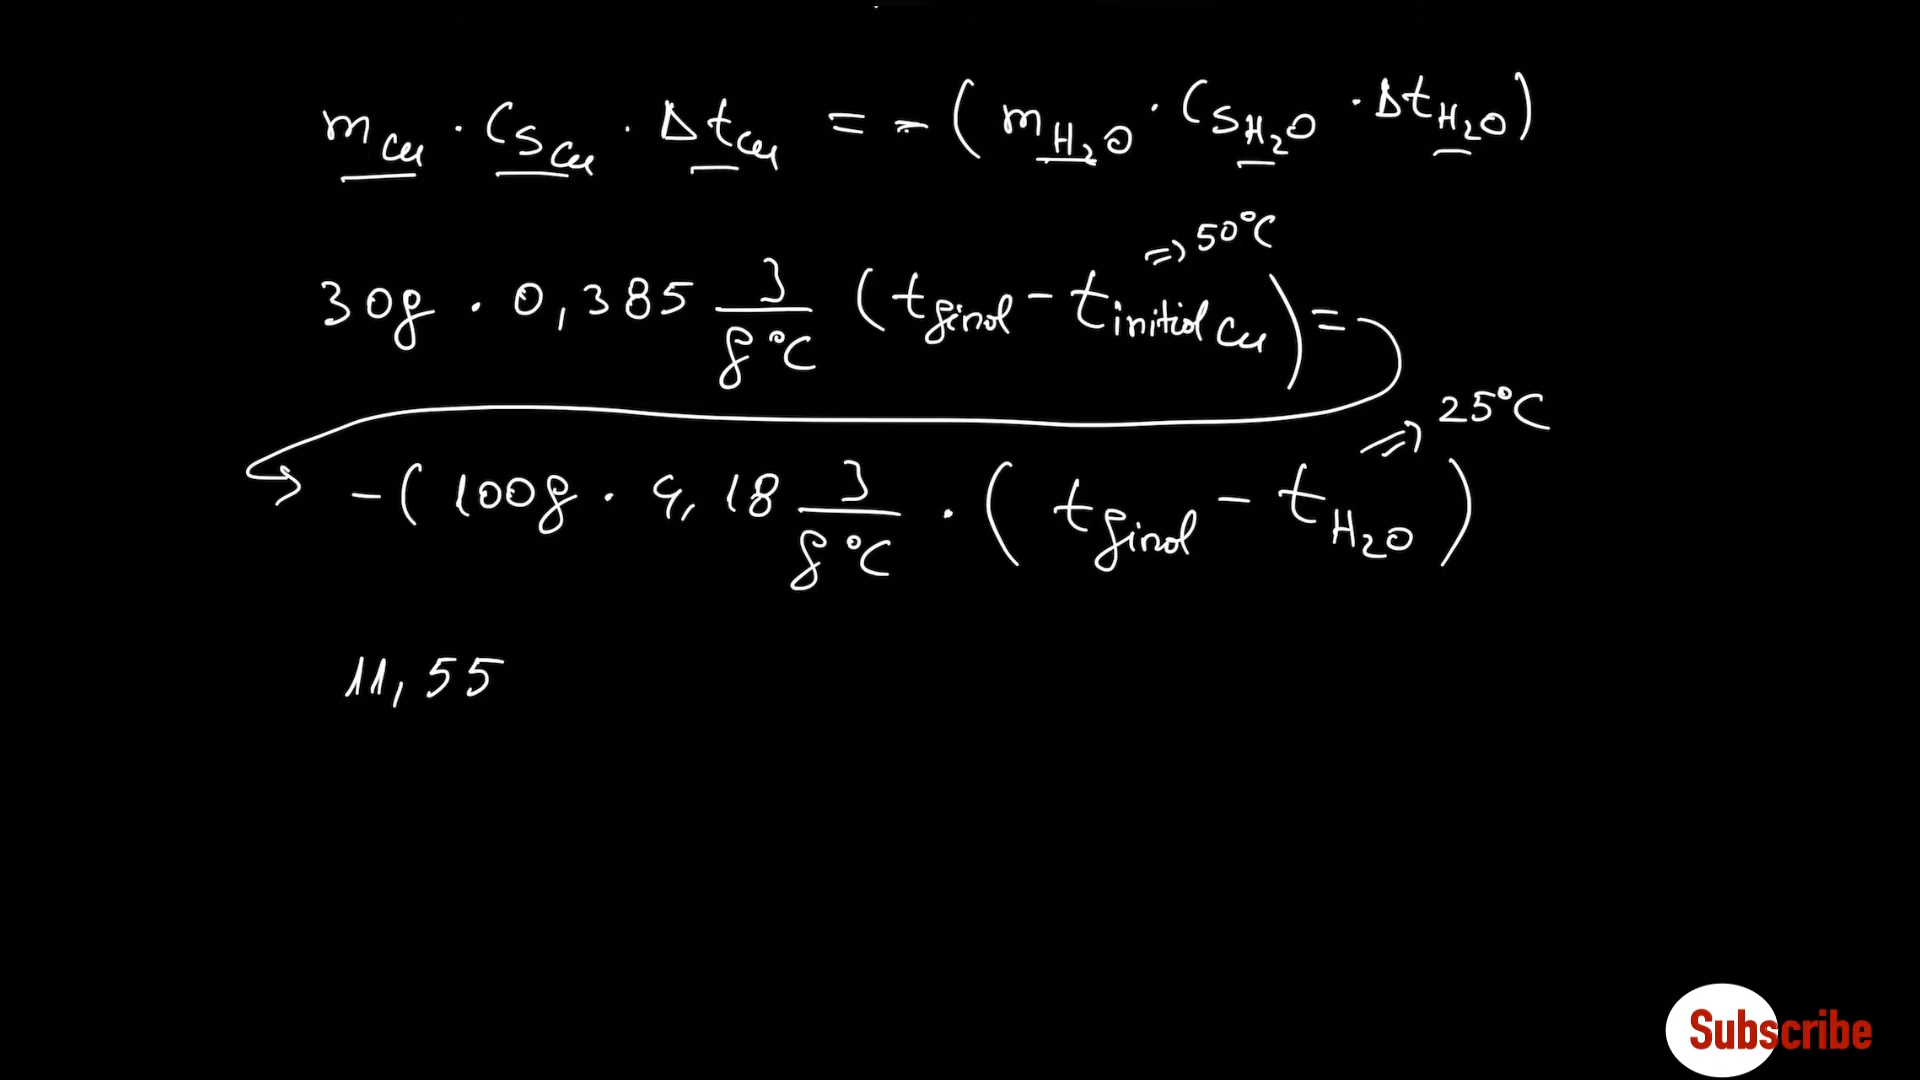 m_Cu · Cs_Cu · Δt_Cu = - (m_H₂O · Cs_H₂O · Δt_H₂O)
⇒ 50°C
30g · 0,385 J/g°C (t_final - t_initial Cu) =
⇒ 25°C
→ - (100g · 4,18 J/g°C · (t_final - t_H₂O)
11,55
Subscribe